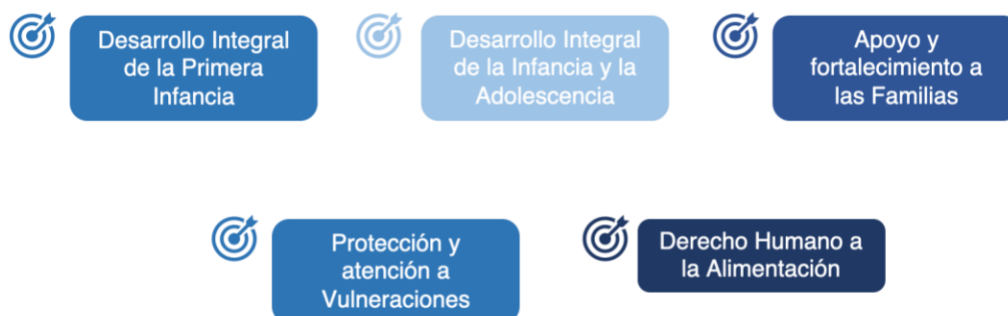 Desarrollo Integral
de la Primera
Infancia
Desarrollo Integral
de la Infancia y la
Adolescencia
Apoyo y
fortalecimiento a
las Familias
Protección y
atención a
Vulneraciones
Derecho Humano a
la Alimentación